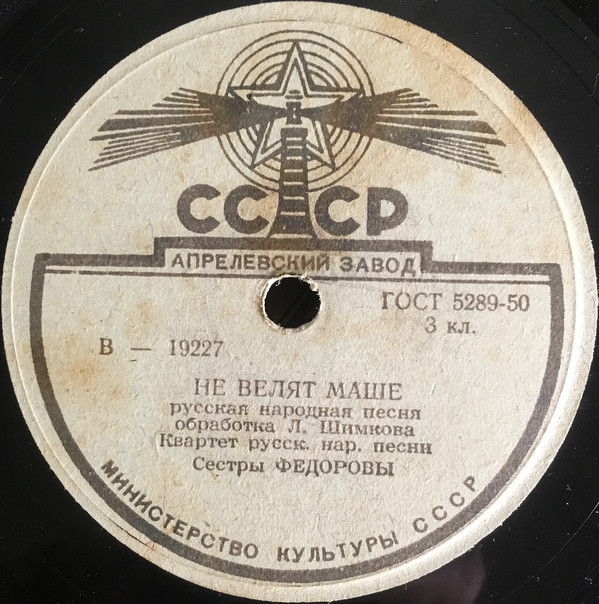 СССР
АПРЕЛЕВСКИЙ ЗАВОД
ГОСТ 5289-50
3 кл.
В — 19227
НЕ ВЕЛЯТ МАШЕ
русская народная песня
обработка Л. Шимкова
Квартет русск. нар. песни
Сестры ФЕДОРОВЫ
МИНИСТЕРСТВО КУЛЬТУРЫ СССР